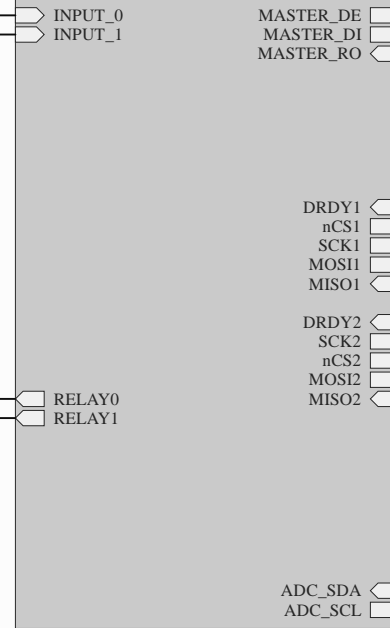 INPUT_0
INPUT_1
MASTER_DE
MASTER_DI
MASTER_RO
DRDY1
nCS1
SCK1
MOSI1
MISO1
DRDY2
SCK2
nCS2
MOSI2
MISO2
RELAY0
RELAY1
ADC_SDA
ADC_SCL